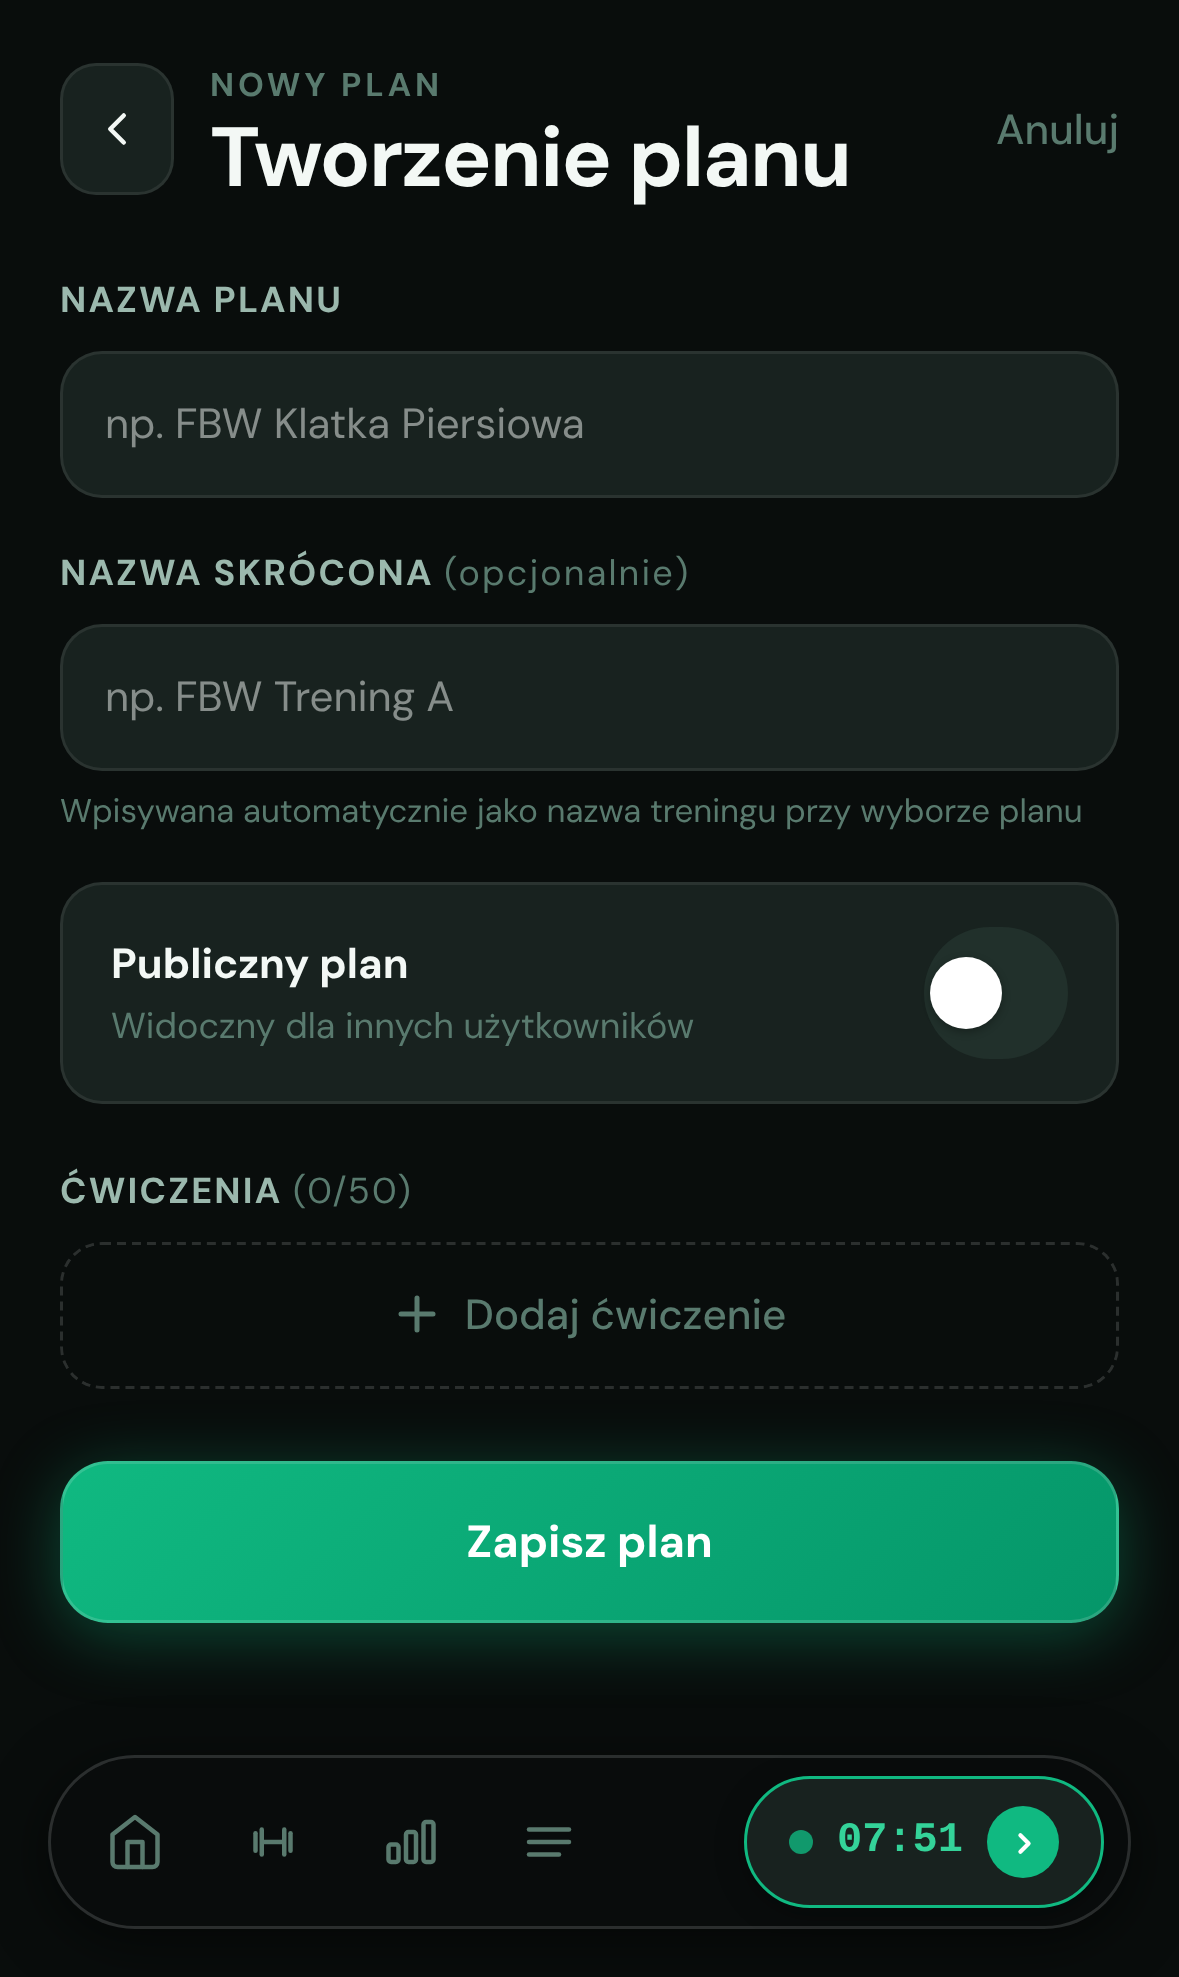 NOWY PLAN
Tworzenie planu
Anuluj
NAZWA PLANU
np. FBW Klatka Piersiowa
NAZWA SKRÓCONA (opcjonalnie)
np. FBW Trening A
Wpisywana automatycznie jako nazwa treningu przy wyborze planu
Publiczny plan
Widoczny dla innych użytkowników
ĆWICZENIA (0/50)
+ Dodaj ćwiczenie
Zapisz plan
07:51